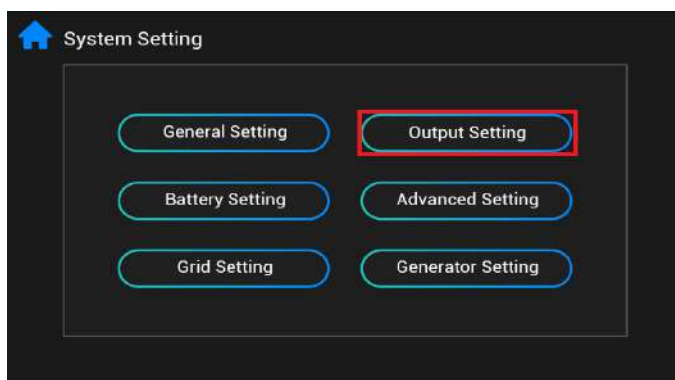 System Setting
General Setting
Output Setting
Battery Setting
Advanced Setting
Grid Setting
Generator Setting